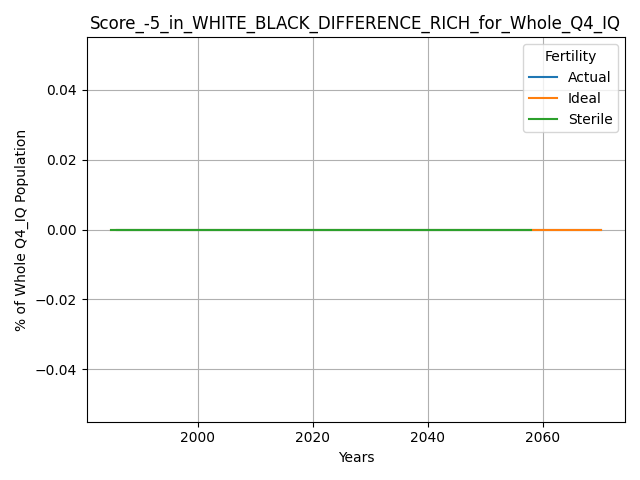 Score_-5_in_WHITE_BLACK_DIFFERENCE_RICH_for_Whole_Q4_IQ
Fertility
Actual
Ideal
Sterile
% of Whole Q4_IQ Population
0.04
0.02
0.00
−0.02
−0.04
2000 2020 2040 2060
Years